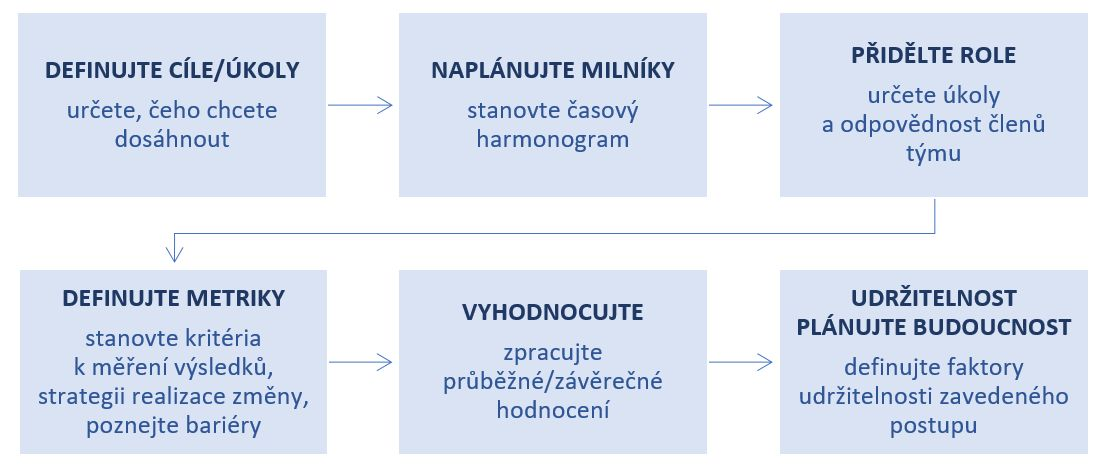 DEFINUJTE CÍLE/ÚKOLY
určete, čeho chcete
dosáhnout
NAPLÁNUJTE MILNÍKY
stanovte časový
harmonogram
PŘIDĚLTE ROLE
určete úkoly
a odpovědnost členů
týmu
DEFINUJTE METRIKY
stanovte kritéria
k měření výsledků,
strategii realizace změny,
poznejte bariéry
VYHODNOCUJTE
zpracujte
průběžné/závěrečné
hodnocení
UDRŽITELNOST
PLÁNUJTE BUDOUCNOST
definujte faktory
udržitelnosti zavedeného
postupu